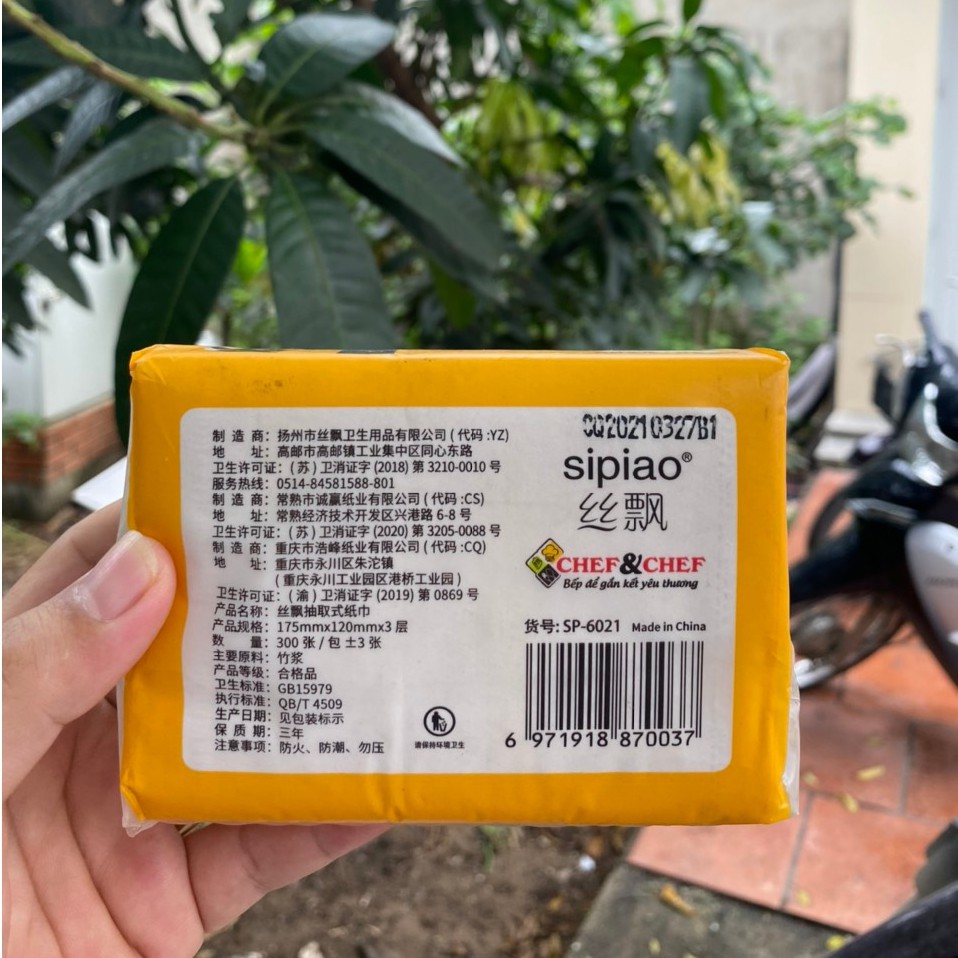 制 造 商：扬州市丝飘卫生用品有限公司 ( 代码 :YZ)
地 址：高邮市高邮镇工业集中区同心东路
卫生许可证：( 苏 ) 卫消证字 (2018) 第 3210-0010 号
服务热线：0514-84581588-801
制 造 商：常熟市诚赢纸业有限公司 ( 代码 :CS)
地 址：常熟经济技术开发区兴港路 6-8 号
卫生许可证：( 苏 ) 卫消证字 (2020) 第 3205-0088 号
制 造 商：重庆市浩峰纸业有限公司 ( 代码 :CQ)
地 址：重庆市永川区朱沱镇
( 重庆永川工业园区港桥工业园 )
卫生许可证：( 渝 ) 卫消证字 (2019) 第 0869 号
产品名称：丝飘抽取式纸巾
产品规格：175mmx120mmx3 层
数 量：300 张 / 包 ±3 张
主要原料：竹浆
产品等级：合格品
卫生标准：GB15979
执行标准：QB/T 4509
生产日期：见包装标示
保 质 期：三年
注意事项：防火、防潮、勿压
请保持环境卫生
CQ20210327B1
sipiao®
丝飘
CHEF&CHEF
Bếp để gắn kết yêu thương
货号: SP-6021 Made in China
6 971918 870037